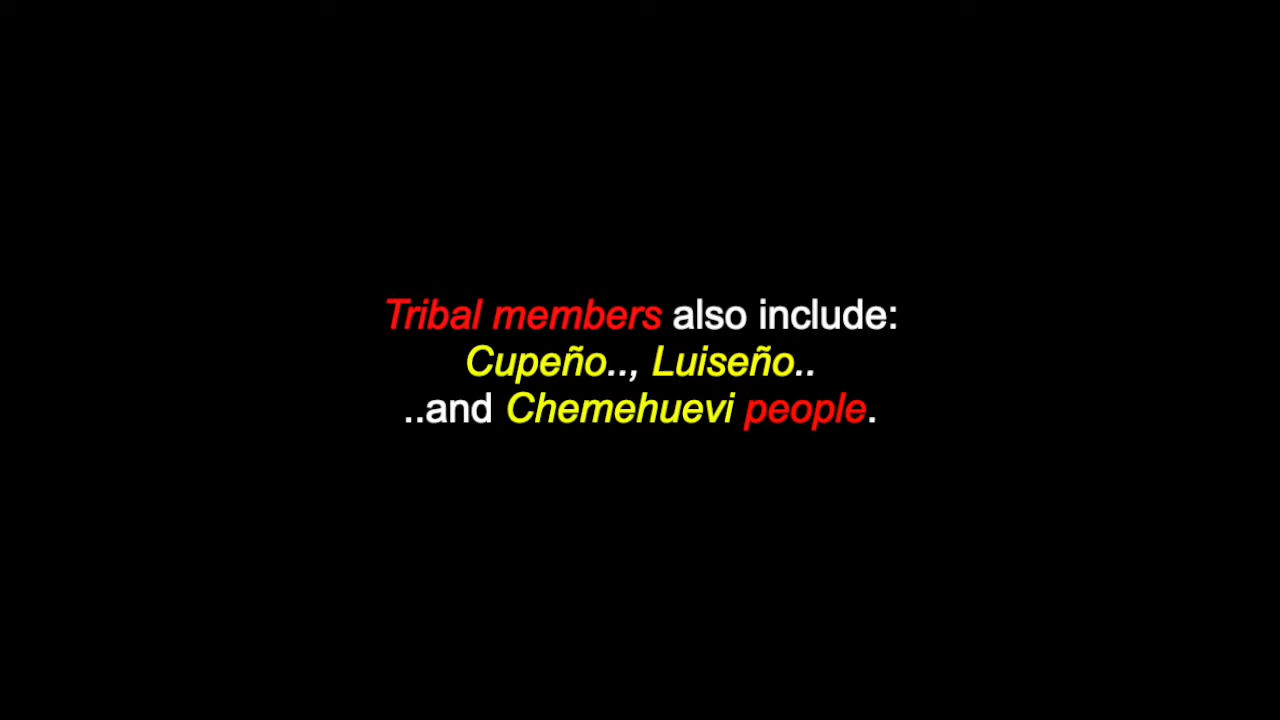 Tribal members also include:
Cupeño.., Luiseño..
..and Chemehuevi people.